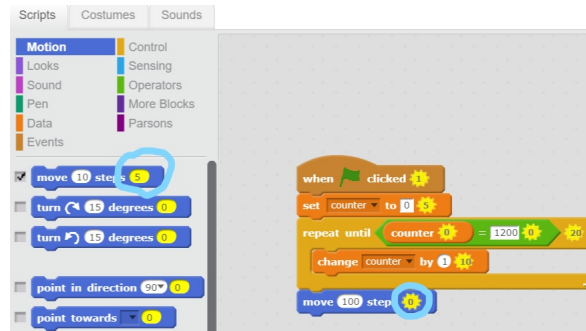 Scripts Costumes Sounds
Motion Control
Looks Sensing
Sound Operators
Pen More Blocks
Data Parsons
Events
move 10 steps 5
turn 15 degrees 0
turn 15 degrees 0
point in direction 90 0
point towards 0
when clicked 1
set counter to 0 5
repeat until counter 0 = 1200 0 20
change counter by 1 10
move 100 step 0